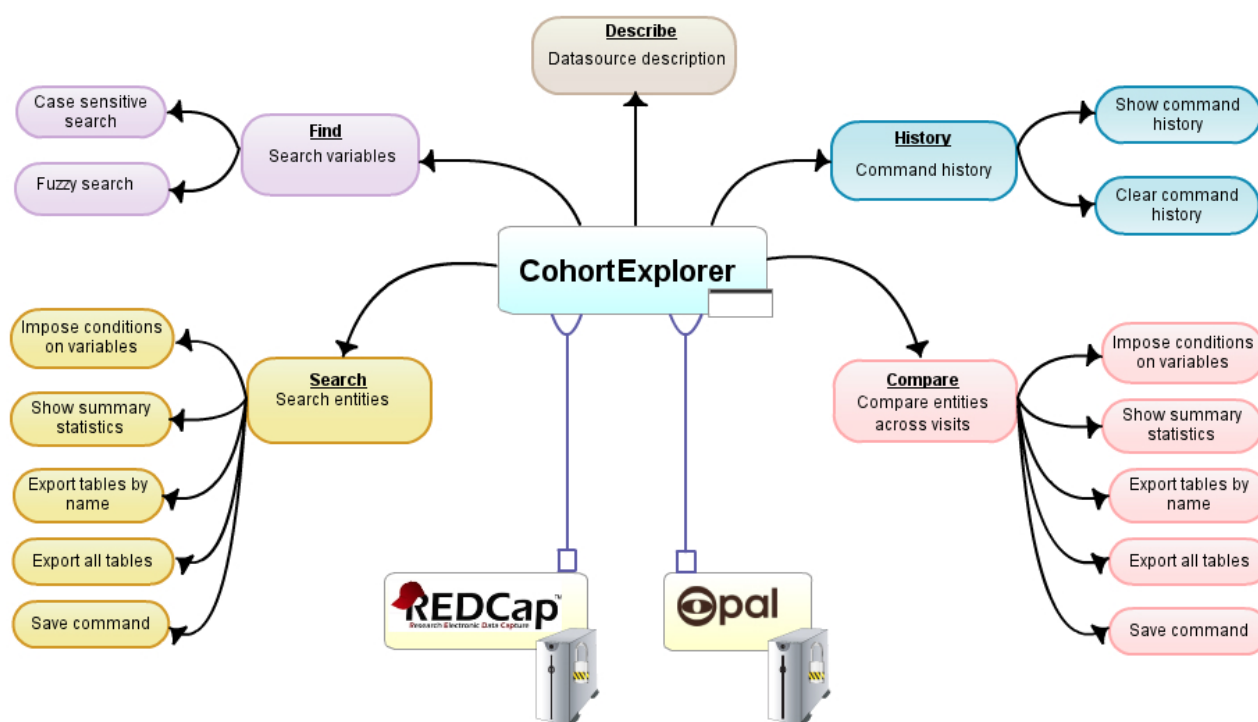 Describe
Datasource description
Case sensitive
search
Fuzzy search
Find
Search variables
History
Command history
Show command
history
Clear command
history
CohortExplorer
Impose conditions
on variables
Show summary
statistics
Export tables by
name
Export all tables
Save command
Search
Search entities
Compare
Compare entities
across visits
Impose conditions
on variables
Show summary
statistics
Export tables by
name
Export all tables
Save command
REDCap™
Research Electronic Data Capture
Opal